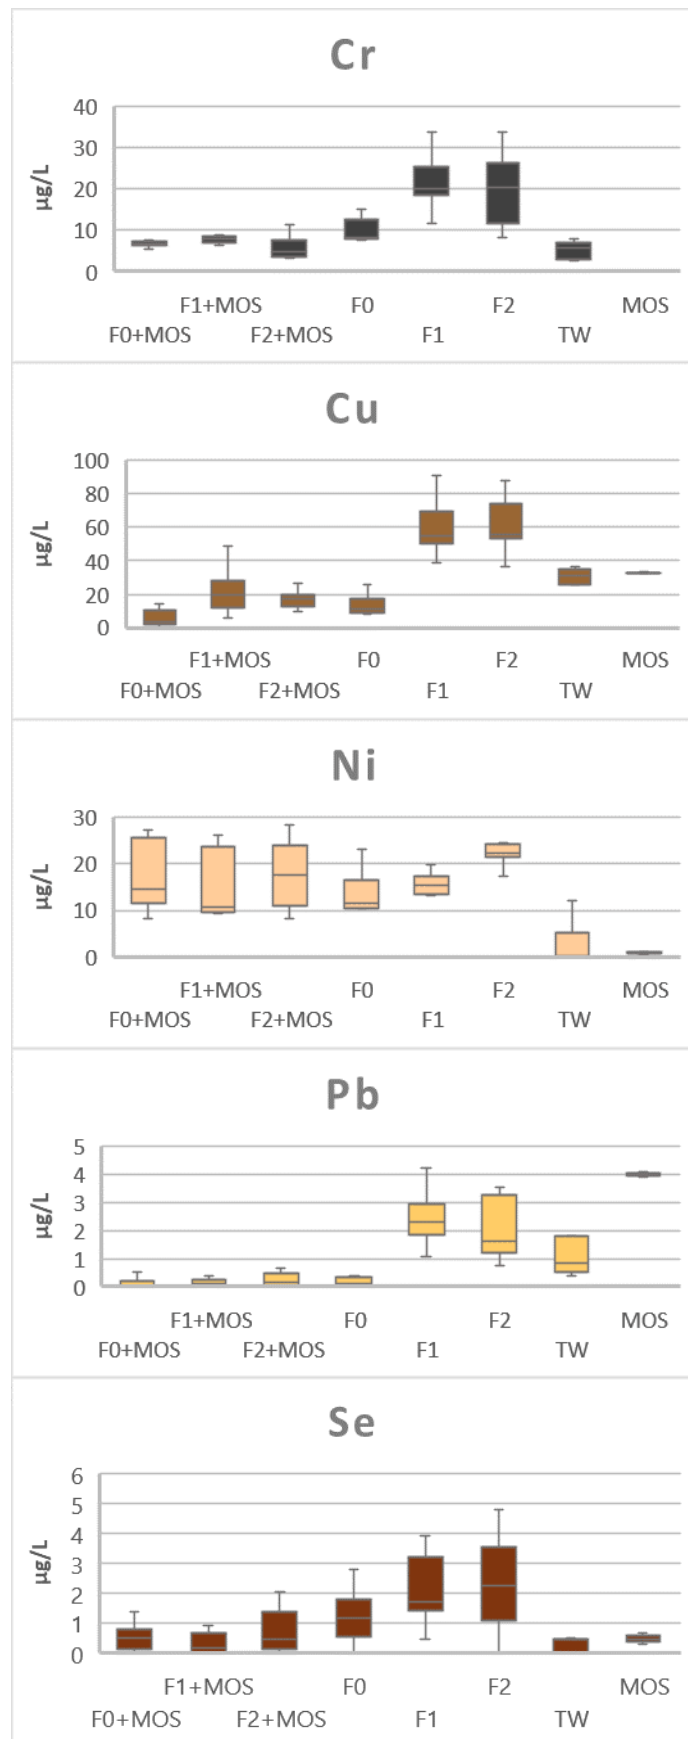 Cr
40
30
20
10
0
µg/L
F1+MOS F0 F2 MOS
F0+MOS F2+MOS F1 TW
Cu
100
80
60
40
20
0
µg/L
F1+MOS F0 F2 MOS
F0+MOS F2+MOS F1 TW
Ni
30
20
10
0
µg/L
F1+MOS F0 F2 MOS
F0+MOS F2+MOS F1 TW
Pb
5
4
3
2
1
0
µg/L
F1+MOS F0 F2 MOS
F0+MOS F2+MOS F1 TW
Se
6
5
4
3
2
1
0
µg/L
F1+MOS F0 F2 MOS
F0+MOS F2+MOS F1 TW